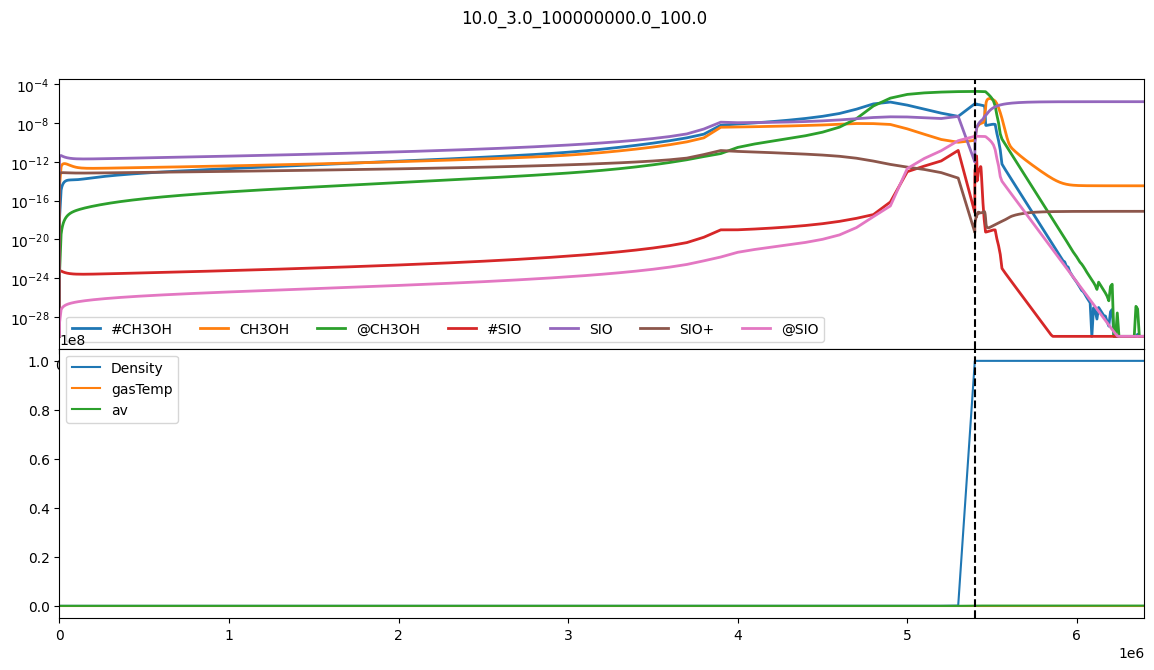 10.0_3.0_100000000.0_100.0
10⁻⁴
10⁻⁸
10⁻¹²
10⁻¹⁶
10⁻²⁰
10⁻²⁴
10⁻²⁸
#CH3OH CH3OH @CH3OH #SIO SIO SIO+ @SIO
1e8
1.0
0.8
0.6
0.4
0.2
0.0
Density
gasTemp
av
0 1 2 3 4 5 6
1e6